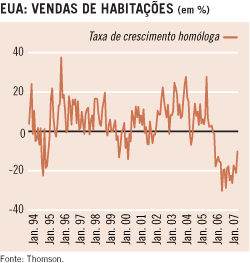 EUA: VENDAS DE HABITAÇÕES (em %)
Taxa de crescimento homóloga
40
20
0
-20
-40
Jan. 94
Jan. 95
Jan. 96
Jan. 97
Jan. 98
Jan. 99
Jan. 00
Jan. 01
Jan. 02
Jan. 03
Jan. 04
Jan. 05
Jan. 06
Jan. 07
Fonte: Thomson.